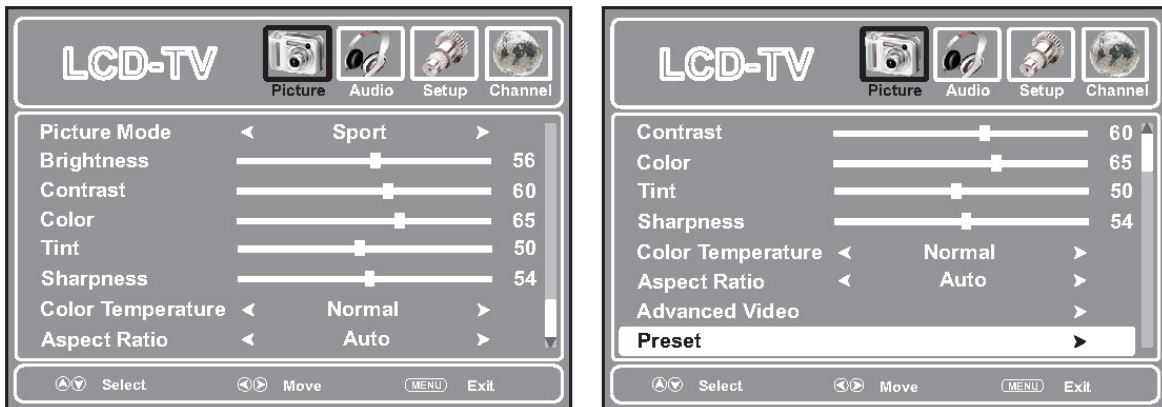 LCD-TV
Picture Audio Setup Channel
Picture Mode Sport
Brightness 56
Contrast 60
Color 65
Tint 50
Sharpness 54
Color Temperature Normal
Aspect Ratio Auto
Select Move MENU Exit
LCD-TV
Picture Audio Setup Channel
Contrast 60
Color 65
Tint 50
Sharpness 54
Color Temperature Normal
Aspect Ratio Auto
Advanced Video
Preset
Select Move MENU Exit